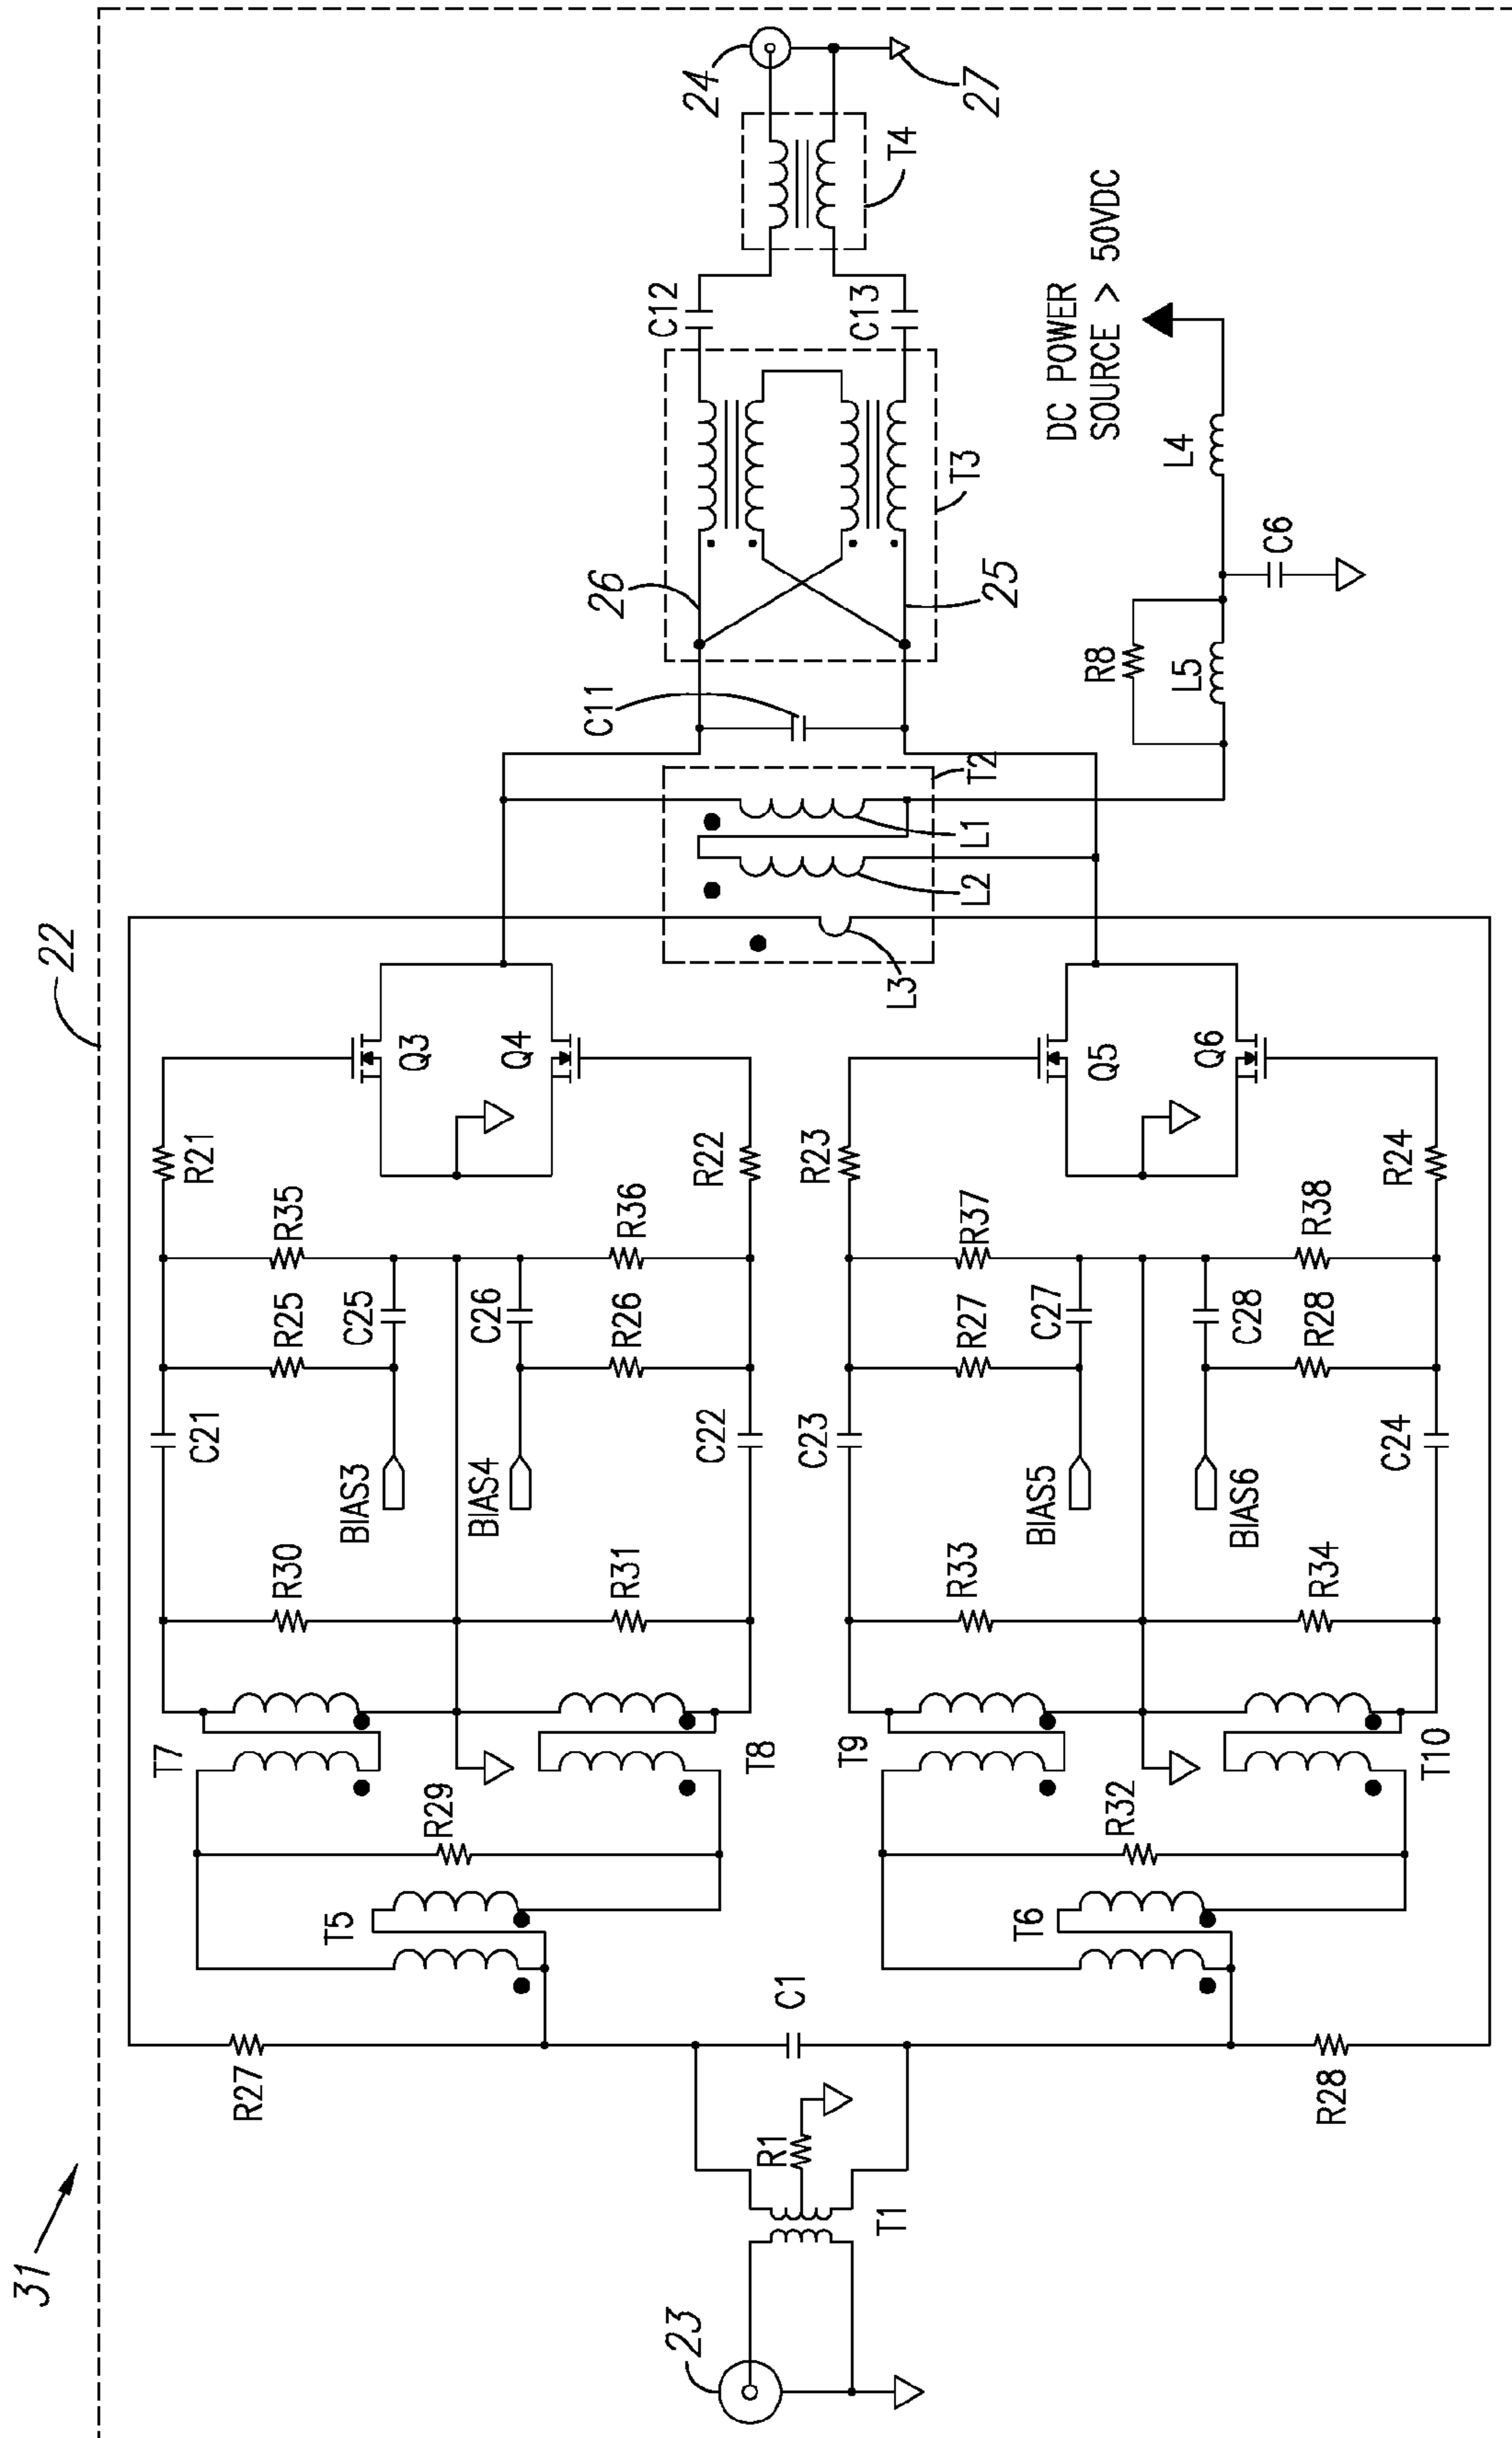 31
22
23
T1
R1
C1
R27
R28
T5
T6
R29
R32
T7
T8
T9
T10
R30
R31
R33
R34
BIAS3
BIAS4
BIAS5
BIAS6
C21
C22
C23
C24
R25
R26
R27
R28
C25
C26
C27
C28
R35
R36
R37
R38
R21
R22
R23
R24
Q3
Q4
Q5
Q6
L3
L2
L1
T2
C11
R8
L5
26
25
C6
T3
L4
C12
C13
DC POWER
SOURCE > 50VDC
T4
24
27